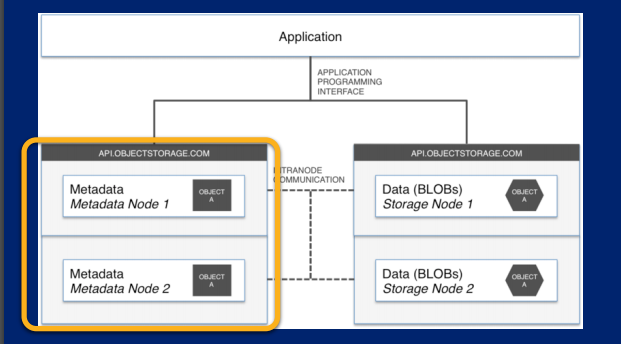 Application
APPLICATION
PROGRAMMING
INTERFACE
API.OBJECTSTORAGE.COM
Metadata
Metadata Node 1
OBJECT
A
Metadata
Metadata Node 2
OBJECT
A
COMMUNICATION
API.OBJECTSTORAGE.COM
Data (BLOBs)
Storage Node 1
OBJECT
A
Data (BLOBs)
Storage Node 2
OBJECT
A